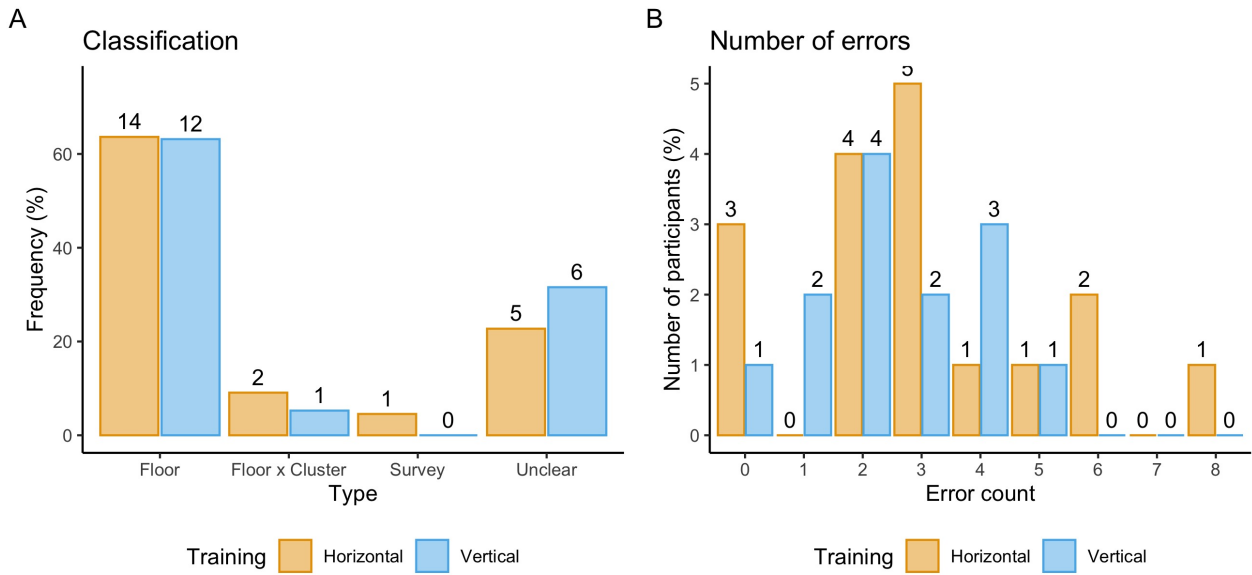 A
Classification
Frequency (%)
60
40
20
0
14
12
2
1
1
0
5
6
Floor
Floor x Cluster
Survey
Unclear
Type
Training
Horizontal
Vertical
B
Number of errors
Number of participants (%)
5
4
3
2
1
0
3
1
0
2
4
4
5
2
1
3
1
1
2
0
0
0
1
0
0
1
2
3
4
5
6
7
8
Error count
Training
Horizontal
Vertical